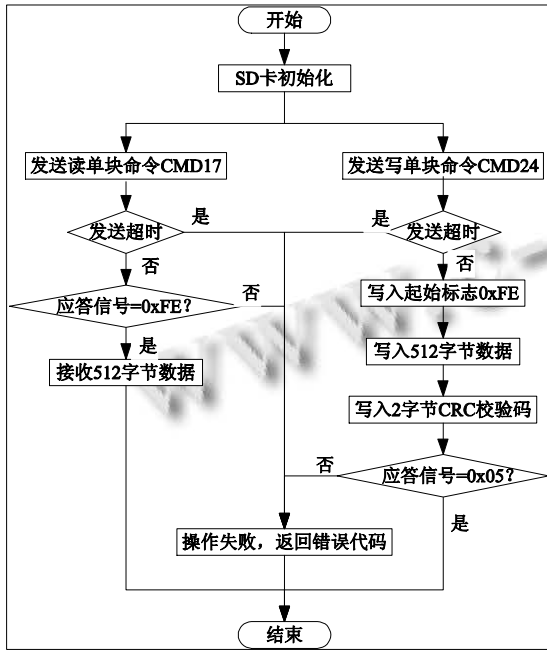 开始
SD卡初始化
发送读单块命令CMD17
发送写单块命令CMD24
发送超时
是
是
发送超时
否
否
应答信号=0xFE?
否
写入起始标志0xFE
是
接收512字节数据
写入512字节数据
写入2字节CRC校验码
否
应答信号=0x05?
是
操作失败，返回错误代码
结束
www.c-